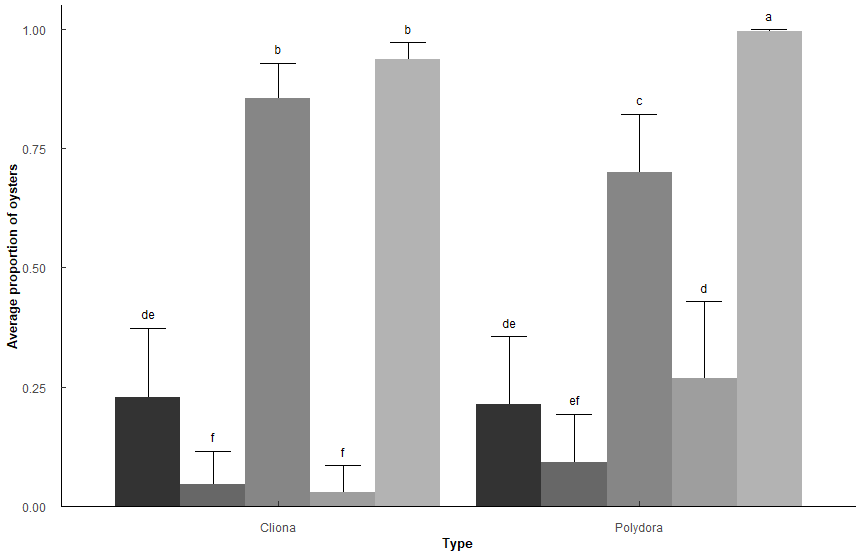 a
b
b
c
d
de
de
ef
f
f
1.00
0.75
0.50
0.25
0.00
Average proportion of oysters
Cliona
Polydora
Type